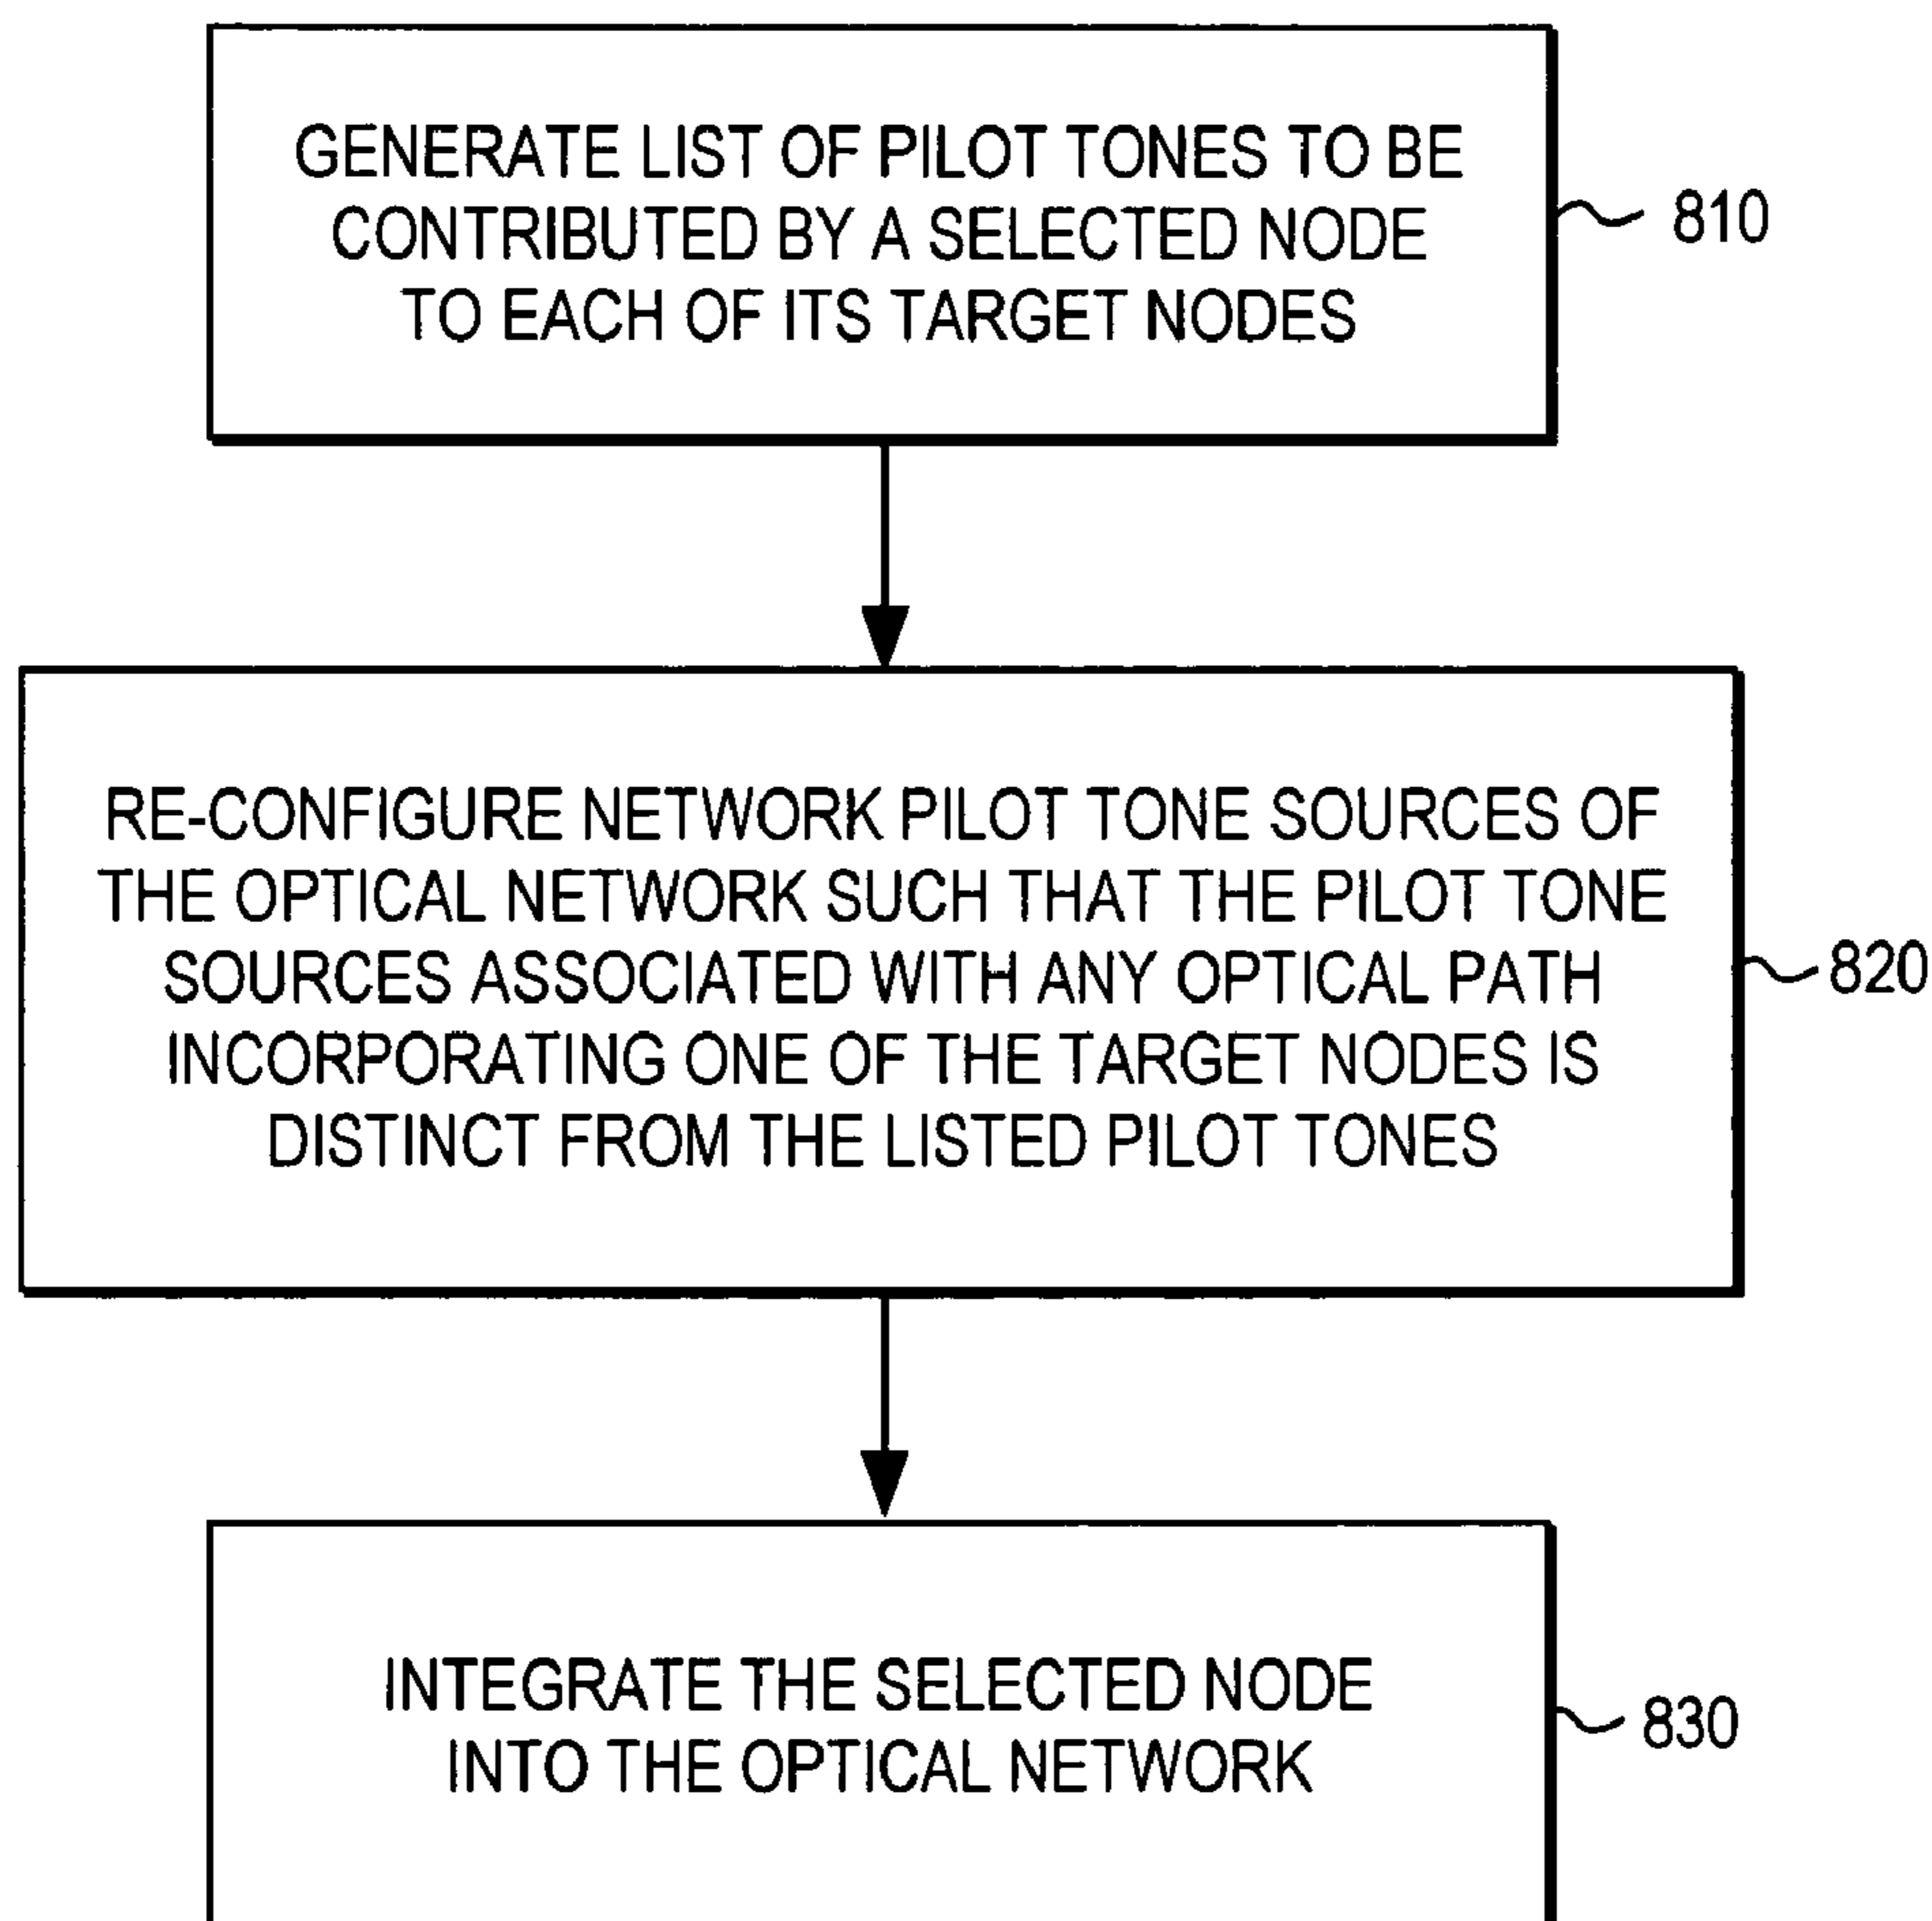 GENERATE LIST OF PILOT TONES TO BE
CONTRIBUTED BY A SELECTED NODE
TO EACH OF ITS TARGET NODES
810
RE-CONFIGURE NETWORK PILOT TONE SOURCES OF
THE OPTICAL NETWORK SUCH THAT THE PILOT TONE
SOURCES ASSOCIATED WITH ANY OPTICAL PATH
INCORPORATING ONE OF THE TARGET NODES IS
DISTINCT FROM THE LISTED PILOT TONES
820
INTEGRATE THE SELECTED NODE
INTO THE OPTICAL NETWORK
830